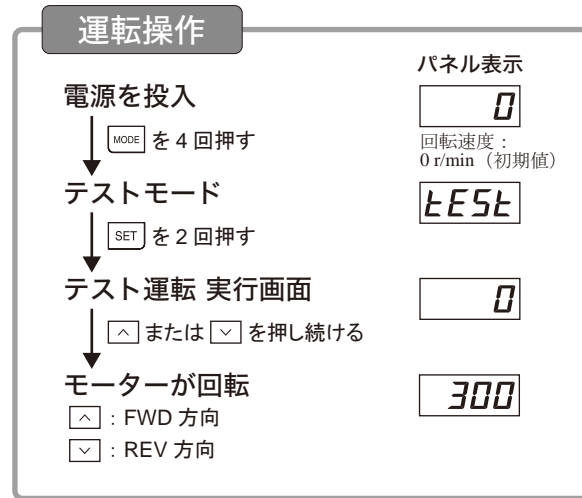 運転操作
パネル表示
電源を投入
0
MODE を 4 回押す
回転速度：
0 r/min（初期値）
テストモード
tESt
SET を 2 回押す
テスト運転 実行画面
0
または を押し続ける
モーターが回転
300
：FWD 方向
：REV 方向